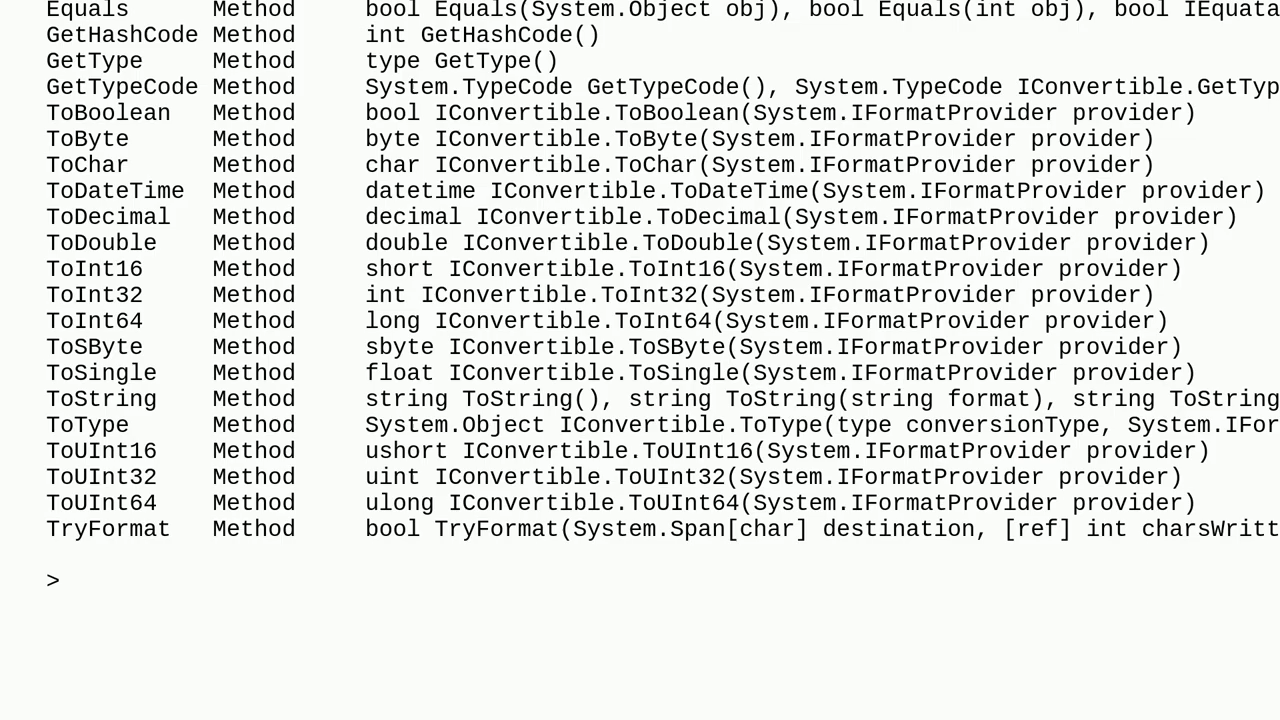 Equals      Method     bool Equals(System.Object obj), bool Equals(int obj), bool
GetHashCode Method     int GetHashCode()
GetType     Method     type GetType()
GetTypeCode Method     System.TypeCode GetTypeCode(), System.TypeCode IConvertible.GetTyp
ToBoolean   Method     bool IConvertible.ToBoolean(System.IFormatProvider provider)
ToByte      Method     byte IConvertible.ToByte(System.IFormatProvider provider)
ToChar      Method     char IConvertible.ToChar(System.IFormatProvider provider)
ToDateTime  Method     datetime IConvertible.ToDateTime(System.IFormatProvider provider)
ToDecimal   Method     decimal IConvertible.ToDecimal(System.IFormatProvider provider)
ToDouble    Method     double IConvertible.ToDouble(System.IFormatProvider provider)
ToInt16     Method     short IConvertible.ToInt16(System.IFormatProvider provider)
ToInt32     Method     int IConvertible.ToInt32(System.IFormatProvider provider)
ToInt64     Method     long IConvertible.ToInt64(System.IFormatProvider provider)
ToSByte     Method     sbyte IConvertible.ToSByte(System.IFormatProvider provider)
ToSingle    Method     float IConvertible.ToSingle(System.IFormatProvider provider)
ToString    Method     string ToString(), string ToString(string format), string ToString
ToType      Method     System.Object IConvertible.ToType(type conversionType, System.IFor
ToUInt16    Method     ushort IConvertible.ToUInt16(System.IFormatProvider provider)
ToUInt32    Method     uint IConvertible.ToUInt32(System.IFormatProvider provider)
ToUInt64    Method     ulong IConvertible.ToUInt64(System.IFormatProvider provider)
TryFormat   Method     bool TryFormat(System.Span[char] destination, [ref] int charsWritt
>